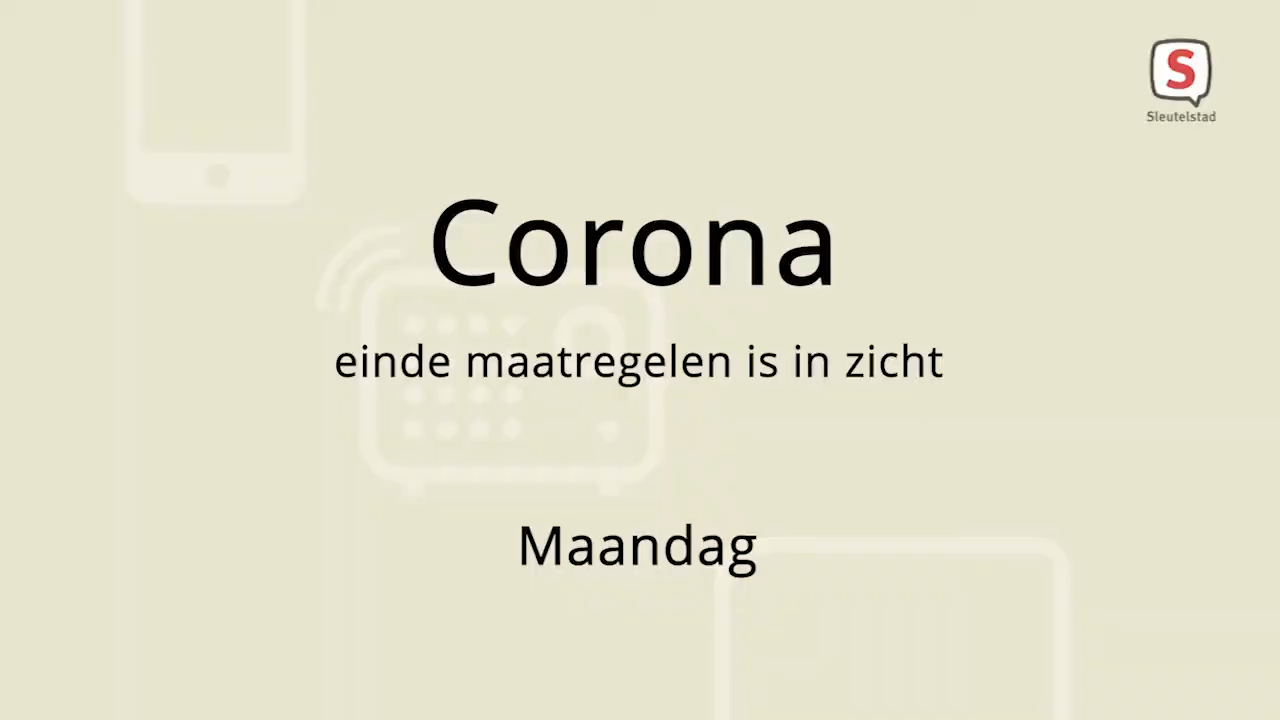 S
Sleutelstad
Corona
einde maatregelen is in zicht
Maandag